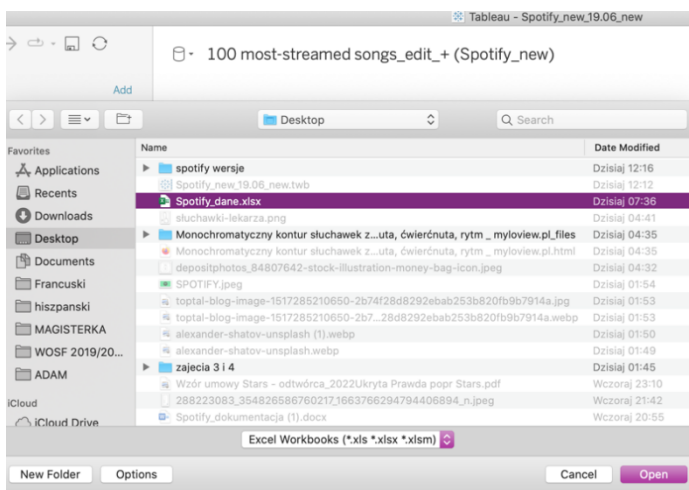 Tableau - Spotify_new_19.06_new
100 most-streamed songs_edit_+ (Spotify_new)
Add
Desktop
Search
Favorites
Applications
Recents
Downloads
Desktop
Documents
Francuski
hiszpanski
MAGISTERKA
WOSF 2019/20...
ADAM
iCloud
iCloud Drive
Name Date Modified
spotify wersje Dzisiaj 12:16
Spotify_new_19.06_new.twb Dzisiaj 12:12
Spotify_dane.xlsx Dzisiaj 07:36
słuchawki-lekarza.png Dzisiaj 04:41
Monochromatyczny kontur słuchawek z...uta, ćwierćnuta, rytm _ myloview.pl_files Dzisiaj 04:35
Monochromatyczny kontur słuchawek z...uta, ćwierćnuta, rytm _ myloview.pl.html Dzisiaj 04:35
depositphotos_84807642-stock-illustration-money-bag-icon.jpeg Dzisiaj 04:32
SPOTIFY.jpeg Dzisiaj 01:54
toptal-blog-image-1517285210650-2b74f28d8292ebab253b820fb9b7914a.jpg Dzisiaj 01:53
toptal-blog-image-1517285210650-2b7...28d8292ebab253b820fb9b7914a.webp Dzisiaj 01:53
alexander-shatov-unsplash (1).webp Dzisiaj 01:50
alexander-shatov-unsplash.webp Dzisiaj 01:49
zajecia 3 i 4 Dzisiaj 01:45
Wzór umowy Stars - odtwórca_2022Ukryta Prawda popr Stars.pdf Wczoraj 23:10
288223083_354826586760217_1663766294794406894_n.jpeg Wczoraj 21:42
Spotify_dokumentacja (1).docx Wczoraj 20:55
Excel Workbooks (*.xls *.xlsx *.xlsm)
New Folder
Options
Cancel
Open